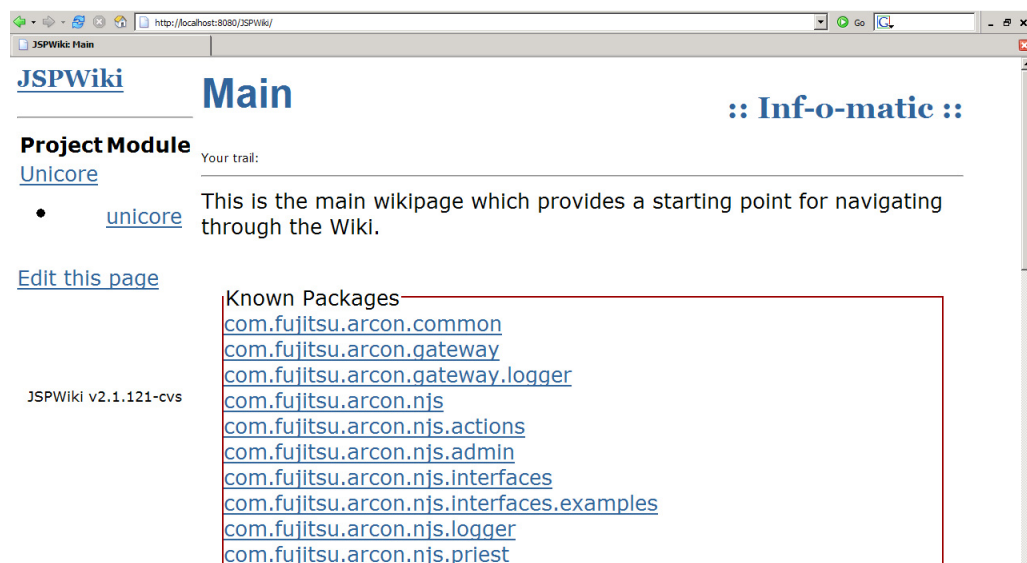 http://localhost:8080/JSPWiki/
Go
G
JSPWiki: Main
JSPWiki
Main
:: Inf-o-matic ::
Project Module
Your trail:
Unicore
unicore
This is the main wikipage which provides a starting point for navigating
through the Wiki.
Edit this page
Known Packages
com.fujitsu.arcon.common
com.fujitsu.arcon.gateway
com.fujitsu.arcon.gateway.logger
com.fujitsu.arcon.njs
JSPWiki v2.1.121-cvs
com.fujitsu.arcon.njs.actions
com.fujitsu.arcon.njs.admin
com.fujitsu.arcon.njs.interfaces
com.fujitsu.arcon.njs.interfaces.examples
com.fujitsu.arcon.njs.logger
com.fujitsu.arcon.njs.priest